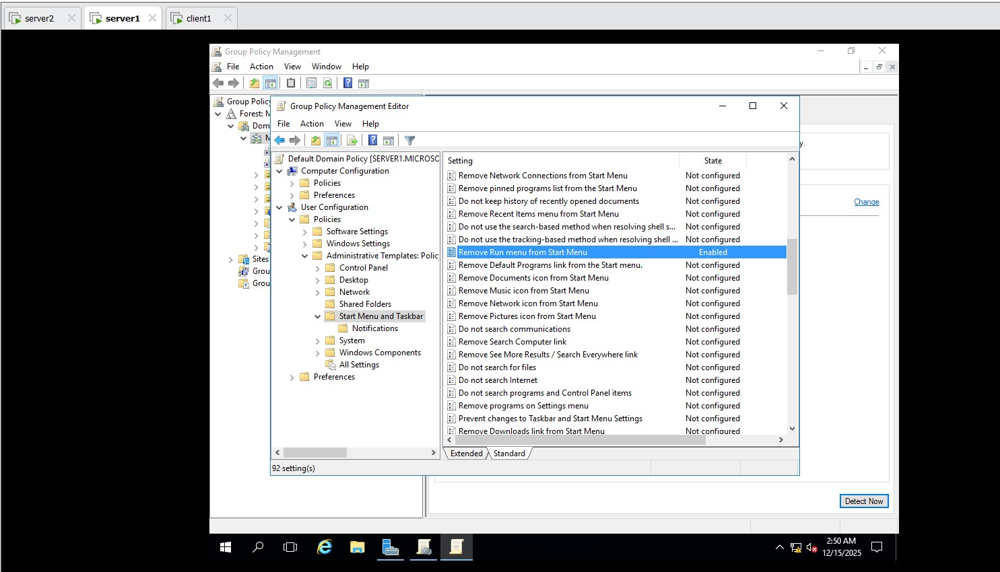 server2
server1
client1
Group Policy Management
File Action View Window Help
Group Policy
Forest: M
Dom
M
Sites
Grou
Grou
y.
Change
Detect Now
Group Policy Management Editor
File Action View Help
Default Domain Policy [SERVER1.MICROSC
Computer Configuration
Policies
Preferences
User Configuration
Policies
Software Settings
Windows Settings
Administrative Templates: Polic
Control Panel
Desktop
Network
Shared Folders
Start Menu and Taskbar
Notifications
System
Windows Components
All Settings
Preferences
Setting State
Remove Network Connections from Start Menu Not configured
Remove pinned programs list from the Start Menu Not configured
Do not keep history of recently opened documents Not configured
Remove Recent Items menu from Start Menu Not configured
Do not use the search-based method when resolving shell s... Not configured
Do not use the tracking-based method when resolving shell ... Not configured
Remove Run menu from Start Menu Enabled
Remove Default Programs link from the Start menu. Not configured
Remove Documents icon from Start Menu Not configured
Remove Music icon from Start Menu Not configured
Remove Network icon from Start Menu Not configured
Remove Pictures icon from Start Menu Not configured
Do not search communications Not configured
Remove Search Computer link Not configured
Remove See More Results / Search Everywhere link Not configured
Do not search for files Not configured
Do not search Internet Not configured
Do not search programs and Control Panel items Not configured
Remove programs on Settings menu Not configured
Prevent changes to Taskbar and Start Menu Settings Not configured
Remove Downloads link from Start Menu Not configured
Extended Standard
92 setting(s)
2:50 AM
12/15/2025